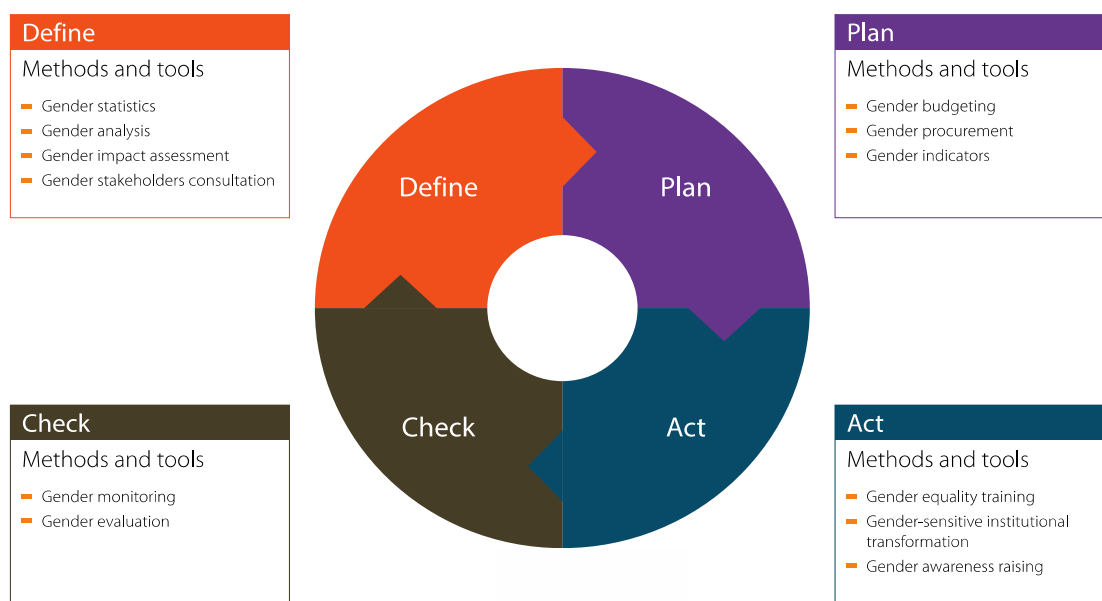 Define
Methods and tools
Gender statistics
Gender analysis
Gender impact assessment
Gender stakeholders consultation
Plan
Methods and tools
Gender budgeting
Gender procurement
Gender indicators
Define
Plan
Check
Act
Check
Methods and tools
Gender monitoring
Gender evaluation
Act
Methods and tools
Gender equality training
Gender-sensitive institutional
transformation
Gender awareness raising